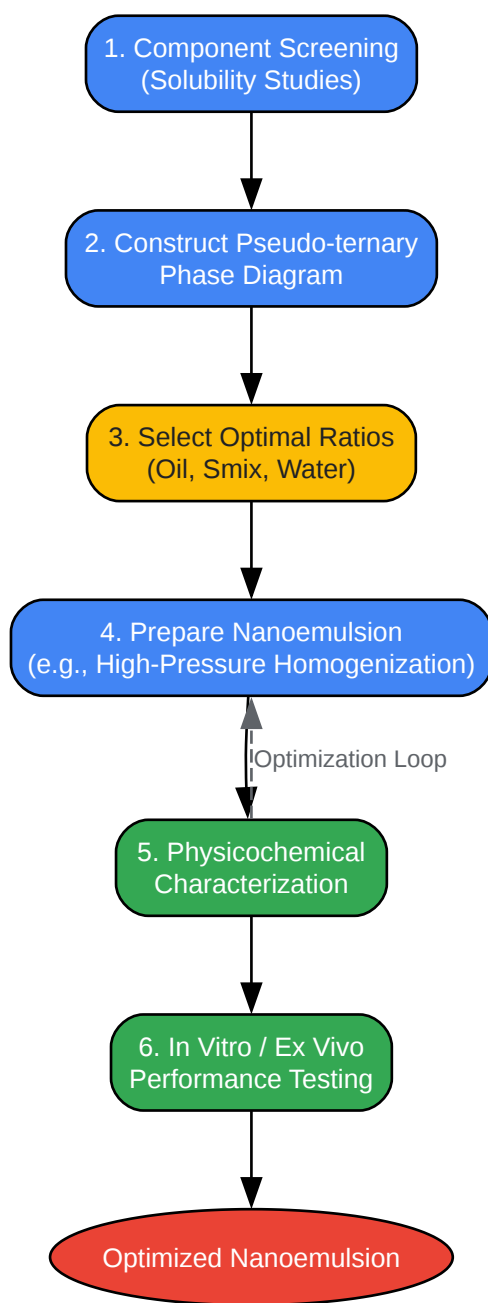 1. Component Screening
(Solubility Studies)
2. Construct Pseudo-ternary
Phase Diagram
3. Select Optimal Ratios
(Oil, Smix, Water)
4. Prepare Nanoemulsion
(e.g., High-Pressure Homogenization)
Optimization Loop
5. Physicochemical
Characterization
6. In Vitro / Ex Vivo
Performance Testing
Optimized Nanoemulsion